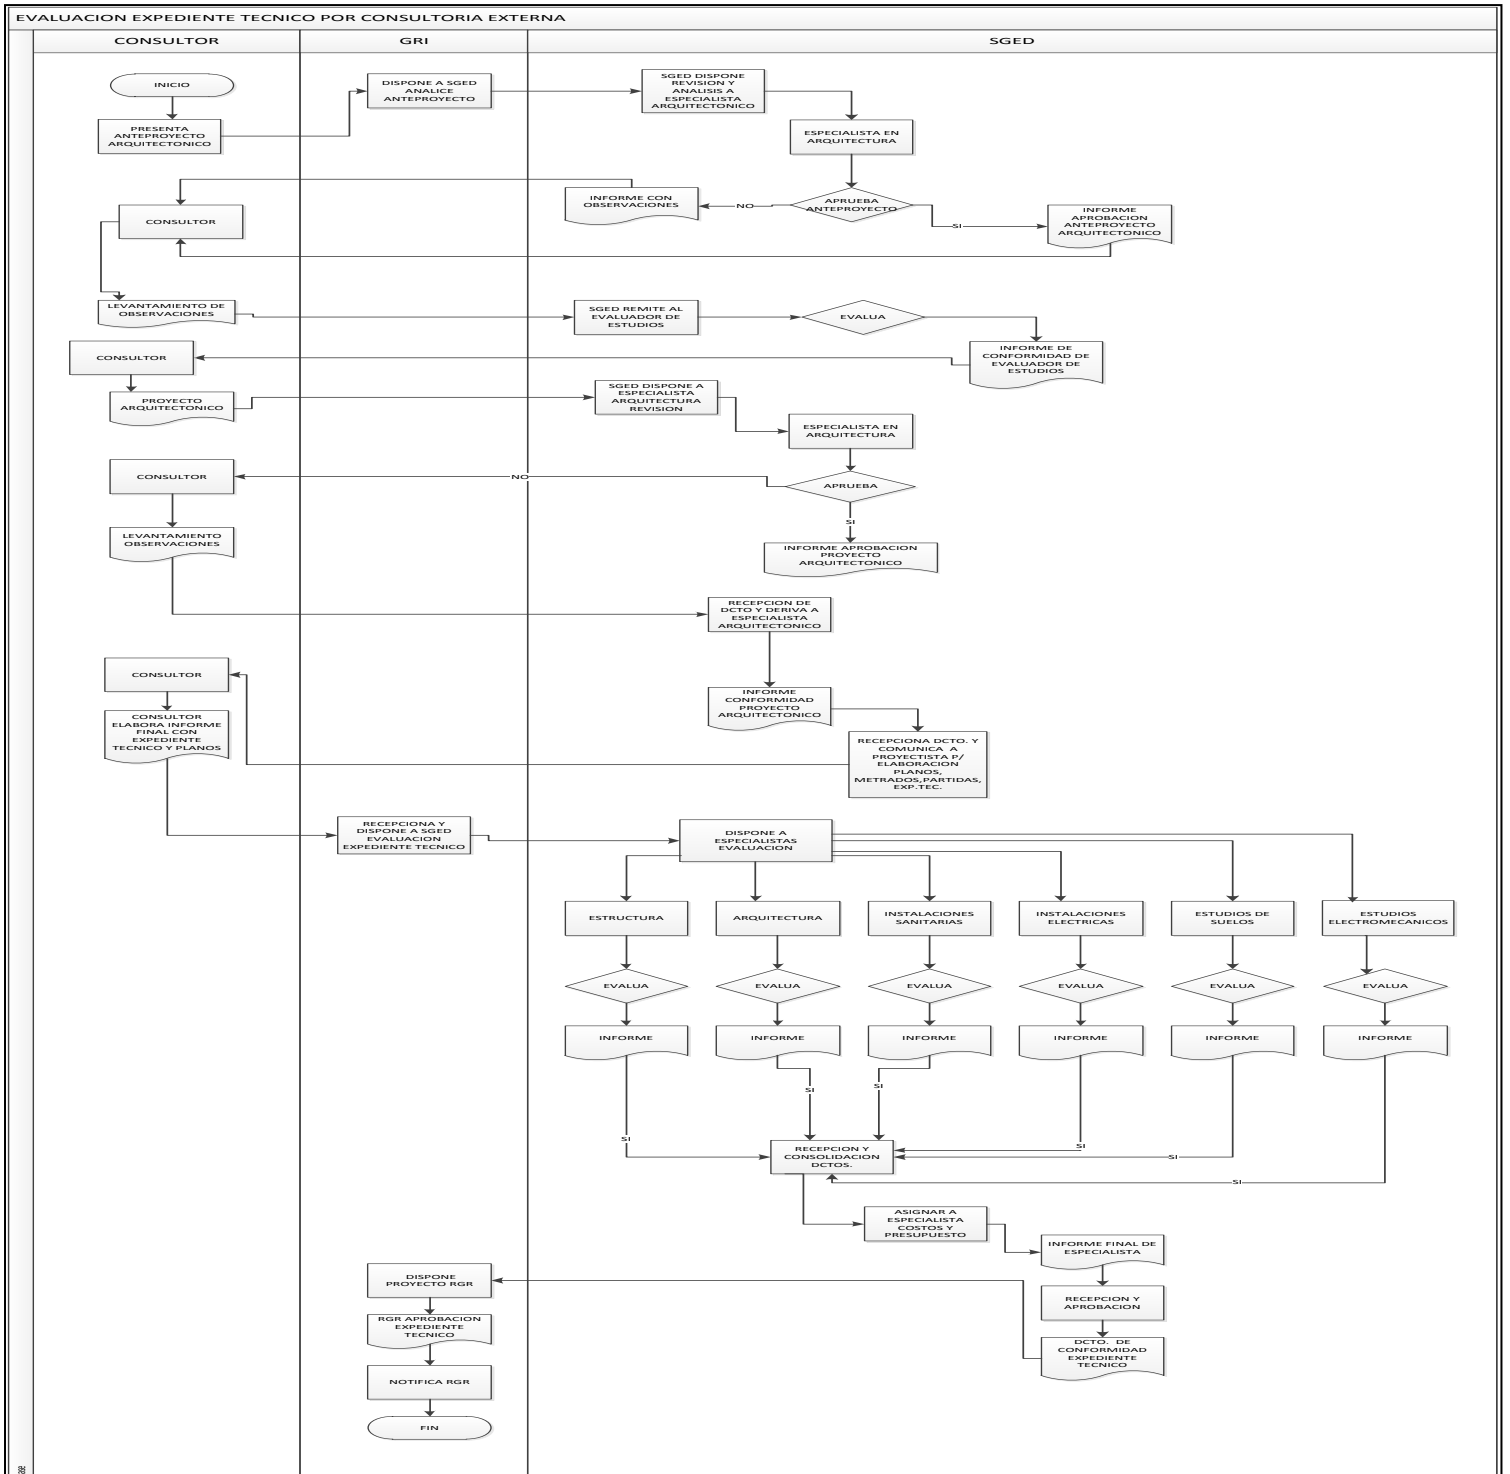 EVALUACION EXPEDIENTE TECNICO POR CONSULTORIA EXTERNA
CONSULTOR
GRI
SGED
INICIO
PRESENTA
ANTEPROYECTO
ARQUITECTONICO
DISPONE A SGED
ANALICE
ANTEPROYECTO
SGED DISPONE
REVISION Y
ANALISIS A
ESPECIALISTA
ARQUITECTONICO
ESPECIALISTA EN
ARQUITECTURA
APRUEBA
ANTEPROYECTO
NO
INFORME CON
OBSERVACIONES
SI
INFORME
APROBACION
ANTEPROYECTO
ARQUITECTONICO
CONSULTOR
LEVANTAMIENTO DE
OBSERVACIONES
SGED REMITE AL
EVALUADOR DE
ESTUDIOS
EVALUA
INFORME DE
CONFORMIDAD DE
EVALUADOR DE
ESTUDIOS
CONSULTOR
PROYECTO
ARQUITECTONICO
SGED DISPONE A
ESPECIALISTA
ARQUITECTURA
REVISION
ESPECIALISTA EN
ARQUITECTURA
APRUEBA
NO
CONSULTOR
SI
LEVANTAMIENTO
OBSERVACIONES
INFORME APROBACION
PROYECTO
ARQUITECTONICO
RECEPCION DE
DCTO Y DERIVA A
ESPECIALISTA
ARQUITECTONICO
INFORME
CONFORMIDAD
PROYECTO
ARQUITECTONICO
RECEPCIONA DCTO. Y
COMUNICA A
PROYECTISTA P/
ELABORACION
PLANOS,
METRADOS,PARTIDAS,
EXP.TEC.
CONSULTOR
CONSULTOR
ELABORA INFORME
FINAL CON
EXPEDIENTE
TECNICO Y PLANOS
RECEPCIONA Y
DISPONE A SGED
EVALUACION
EXPEDIENTE TECNICO
DISPONE A
ESPECIALISTAS
EVALUACION
ESTRUCTURA
ARQUITECTURA
INSTALACIONES
SANITARIAS
INSTALACIONES
ELECTRICAS
ESTUDIOS DE
SUELOS
ESTUDIOS
ELECTROMECANICOS
EVALUA
EVALUA
EVALUA
EVALUA
EVALUA
EVALUA
INFORME
INFORME
INFORME
INFORME
INFORME
INFORME
SI
SI
SI
SI
SI
SI
RECEPCION Y
CONSOLIDACION
DCTOS.
ASIGNAR A
ESPECIALISTA
COSTOS Y
PRESUPUESTO
INFORME FINAL DE
ESPECIALISTA
RECEPCION Y
APROBACION
DCTO. DE
CONFORMIDAD
EXPEDIENTE
TECNICO
DISPONE
PROYECTO RGR
RGR APROBACION
EXPEDIENTE
TECNICO
NOTIFICA RGR
FIN